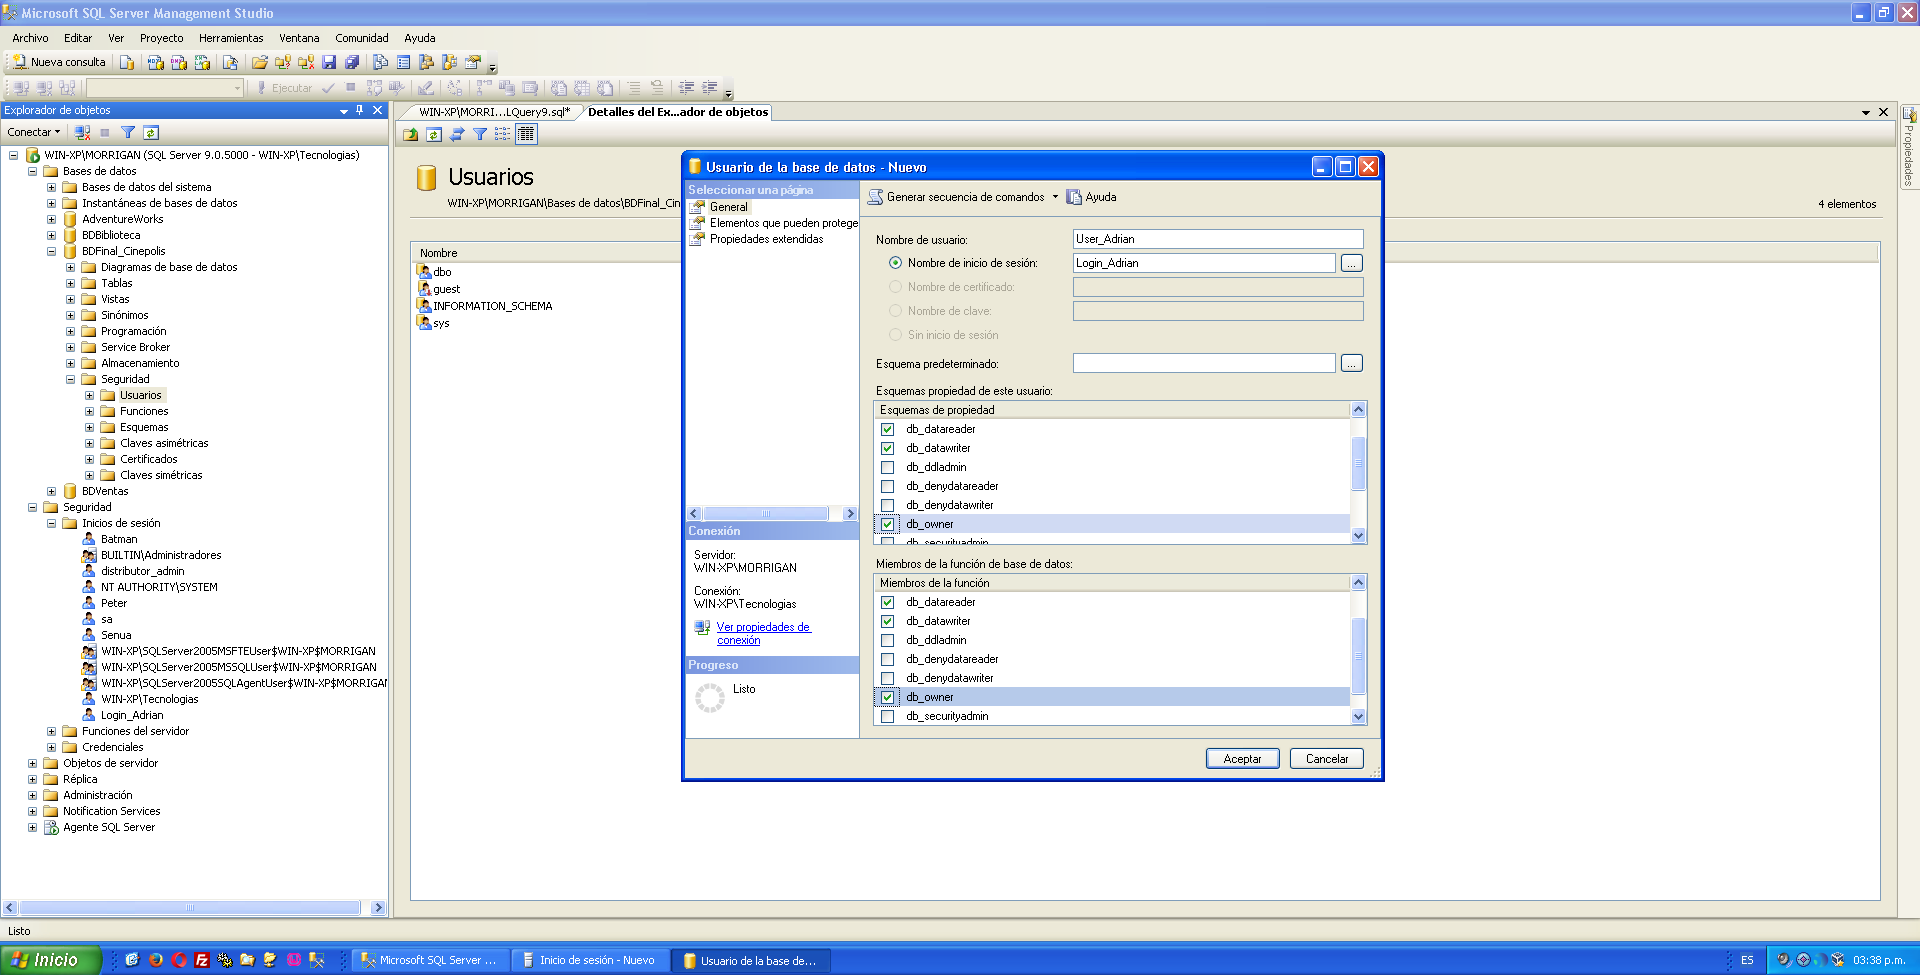 Microsoft SQL Server Management Studio
Archivo Editar Ver Proyecto Herramientas Ventana Comunidad Ayuda
Nueva consulta
Ejecutar
Explorador de objetos
Conectar
WIN-XP\MORRIGAN (SQL Server 9.0.5000 - WIN-XP\Tecnologias)
Bases de datos
Bases de datos del sistema
Instantáneas de bases de datos
AdventureWorks
BDBiblioteca
BDFinal_Cinepolis
Diagramas de base de datos
Tablas
Vistas
Sinónimos
Programación
Service Broker
Almacenamiento
Seguridad
Usuarios
Funciones
Esquemas
Claves asimétricas
Certificados
Claves simétricas
BDVentas
Seguridad
Inicios de sesión
Batman
BUILTIN\Administradores
distributor_admin
NT AUTHORITY\SYSTEM
Peter
sa
Senua
WIN-XP\SQLServer2005MSFTEUser$WIN-XP$MORRIGAN
WIN-XP\SQLServer2005MSSQLUser$WIN-XP$MORRIGAN
WIN-XP\SQLServer2005SQLAgentUser$WIN-XP$MORRIGAN
WIN-XP\Tecnologias
Login_Adrian
Funciones del servidor
Credenciales
Objetos de servidor
Réplica
Administración
Notification Services
Agente SQL Server
WIN-XP\MORRI...LQuery9.sql* Detalles del Ex...ador de objetos
Usuarios
WIN-XP\MORRIGAN\Bases de datos\BDFinal_Cin
4 elementos
Nombre
dbo
guest
INFORMATION_SCHEMA
sys
Propiedades
Usuario de la base de datos - Nuevo
Seleccionar una página
General
Elementos que pueden protege
Propiedades extendidas
Conexión
Servidor:
WIN-XP\MORRIGAN
Conexión:
WIN-XP\Tecnologias
Ver propiedades de
conexión
Progreso
Listo
Generar secuencia de comandos Ayuda
Nombre de usuario: User_Adrian
Nombre de inicio de sesión: Login_Adrian ...
Nombre de certificado:
Nombre de clave:
Sin inicio de sesión
Esquema predeterminado: ...
Esquemas propiedad de este usuario:
Esquemas de propiedad
db_datareader
db_datawriter
db_ddladmin
db_denydatareader
db_denydatawriter
db_owner
db_securityadmin
Miembros de la función de base de datos:
Miembros de la función
db_datareader
db_datawriter
db_ddladmin
db_denydatareader
db_denydatawriter
db_owner
db_securityadmin
Aceptar Cancelar
Listo
Inicio Microsoft SQL Server ... Inicio de sesión - Nuevo Usuario de la base de... ES 03:38 p.m.